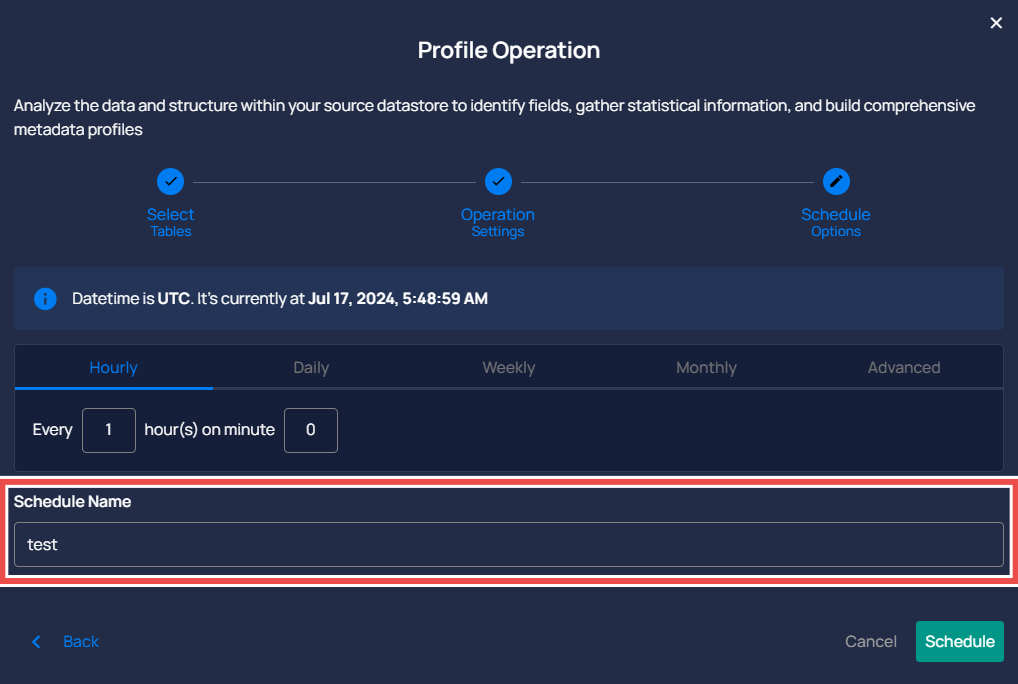 Profile Operation
Analyze the data and structure within your source datastore to identify fields, gather statistical information, and build comprehensive
metadata profiles
Select
Tables
Operation
Settings
Schedule
Options
Datetime is UTC. It's currently at Jul 17, 2024, 5:48:59 AM
Hourly Daily Weekly Monthly Advanced
Every 1 hour(s) on minute 0
Schedule Name
test
Back Cancel Schedule